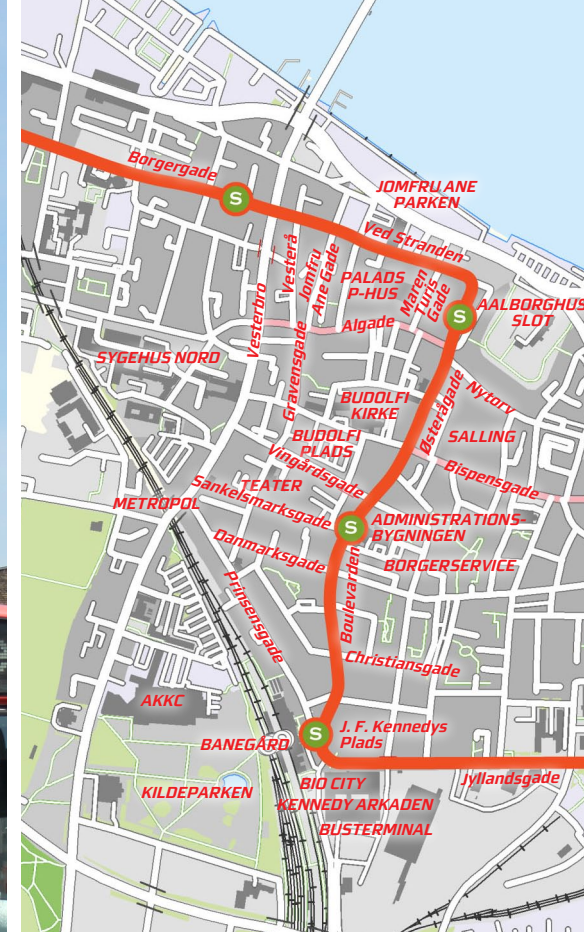 Borgergade
S
JOMFRU ANE
PARKEN
Ved Stranden
Vesterå
Jomfru
Ane Gade
PALADS
P-HUS
Maren
Turis
Gade
S
AALBORGHUS
SLOT
Vesterbro
Algade
SYGEHUS NORD
Gravensgade
Nytorv
BUDOLFI
KIRKE
Østerågade
SALLING
BUDOLFI
PLADS
Vingårdsgade
Bispensgade
TEATER
Sankelsmarksgade
METROPOL
S
ADMINISTRATIONS-
BYGNINGEN
Danmarksgade
BORGERSERVICE
Prinsensgade
Boulevarden
Christiansgade
AKKC
S
J. F. Kennedys
Plads
BANEGÅRD
Jyllandsgade
BIO CITY
KILDEPARKEN
KENNEDY ARKADEN
BUSTERMINAL